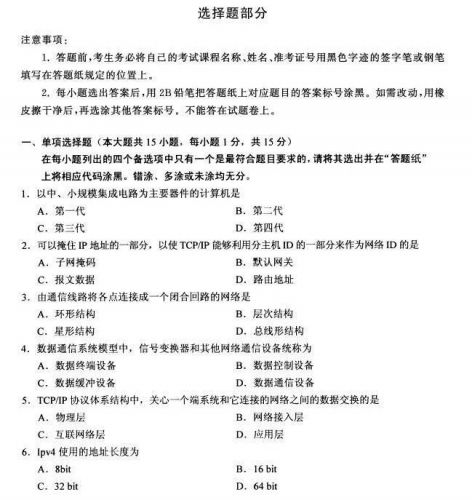 选择题部分
注意事项：
1．答题前,考生务必将自己的考试课程名称、姓名、准考证号用黑色字迹的签字笔或钢笔
填写在答题纸规定的位置上。
2．每小题选出答案后,用 2B 铅笔把答题纸上对应题目的答案标号涂黑。如需改动,用橡
皮擦干净后,再选涂其他答案标号。不能答在试题卷上。
一、单项选择题（本大题共 15 小题，每小题 1 分，共 15 分）
在每小题列出的四个备选项中只有一个是最符合题目要求的,请将其选出并在“答题纸”
上将相应代码涂黑。错涂、多涂或未涂均无分。
1．以中、小规模集成电路为主要器件的计算机是
A．第一代 B．第二代
C．第三代 D．第四代
2．可以掩住 IP 地址的一部分，以使 TCP/IP 能够利用分主机 ID 的一部分来作为网络 ID 的是
A．子网掩码 B．默认网关
C．报文数据 D．路由地址
3．由通信线路将各点连接成一个闭合回路的网络是
A．环形结构 B．层次结构
C．星形结构 D．总线形结构
4．数据通信系统模型中，信号变换器和其他网络通信设备统称为
A．数据终端设备 B．数据控制设备
C．数据缓冲设备 D．数据通信设备
5．TCP/IP 协议体系结构中，关心一个端系统和它连接的网络之间的数据交换的是
A．物理层 B．网络接入层
C．互联网络层 D．应用层
6．Ipv4 使用的地址长度为
A．8bit B．16 bit
C．32 bit D．64 bit